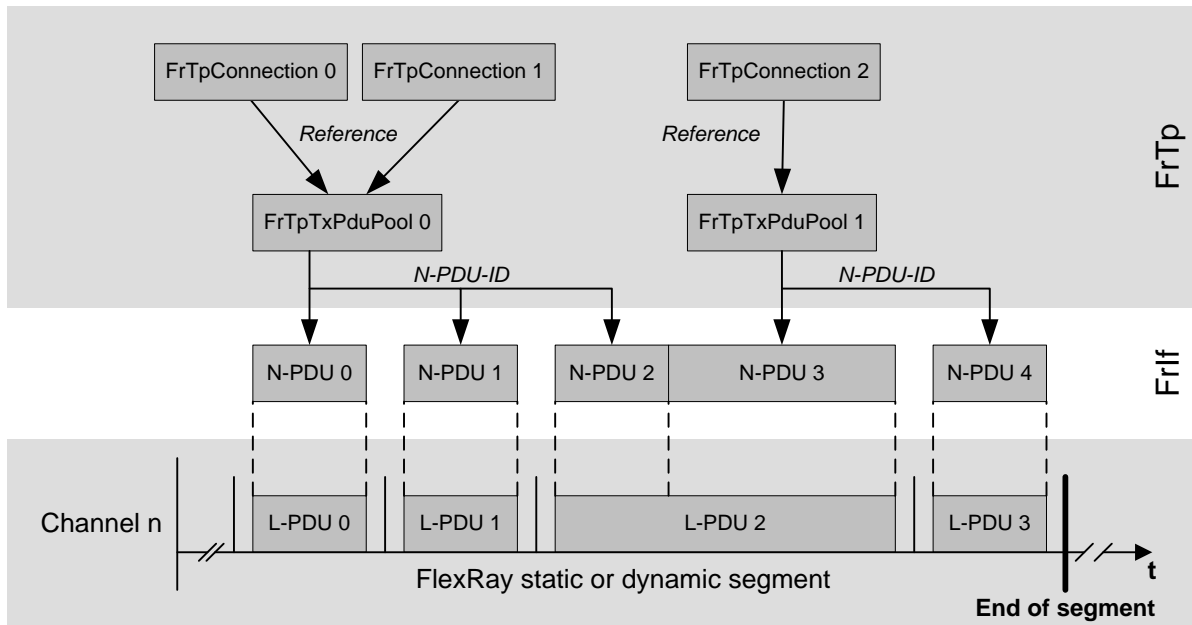 FrTpConnection 0
FrTpConnection 1
FrTpConnection 2
Reference
Reference
FrTp
FrTpTxPduPool 0
FrTpTxPduPool 1
N-PDU-ID
N-PDU-ID
N-PDU 0
N-PDU 1
N-PDU 2
N-PDU 3
N-PDU 4
FrIf
Channel n
L-PDU 0
L-PDU 1
L-PDU 2
L-PDU 3
FlexRay static or dynamic segment
t
End of segment